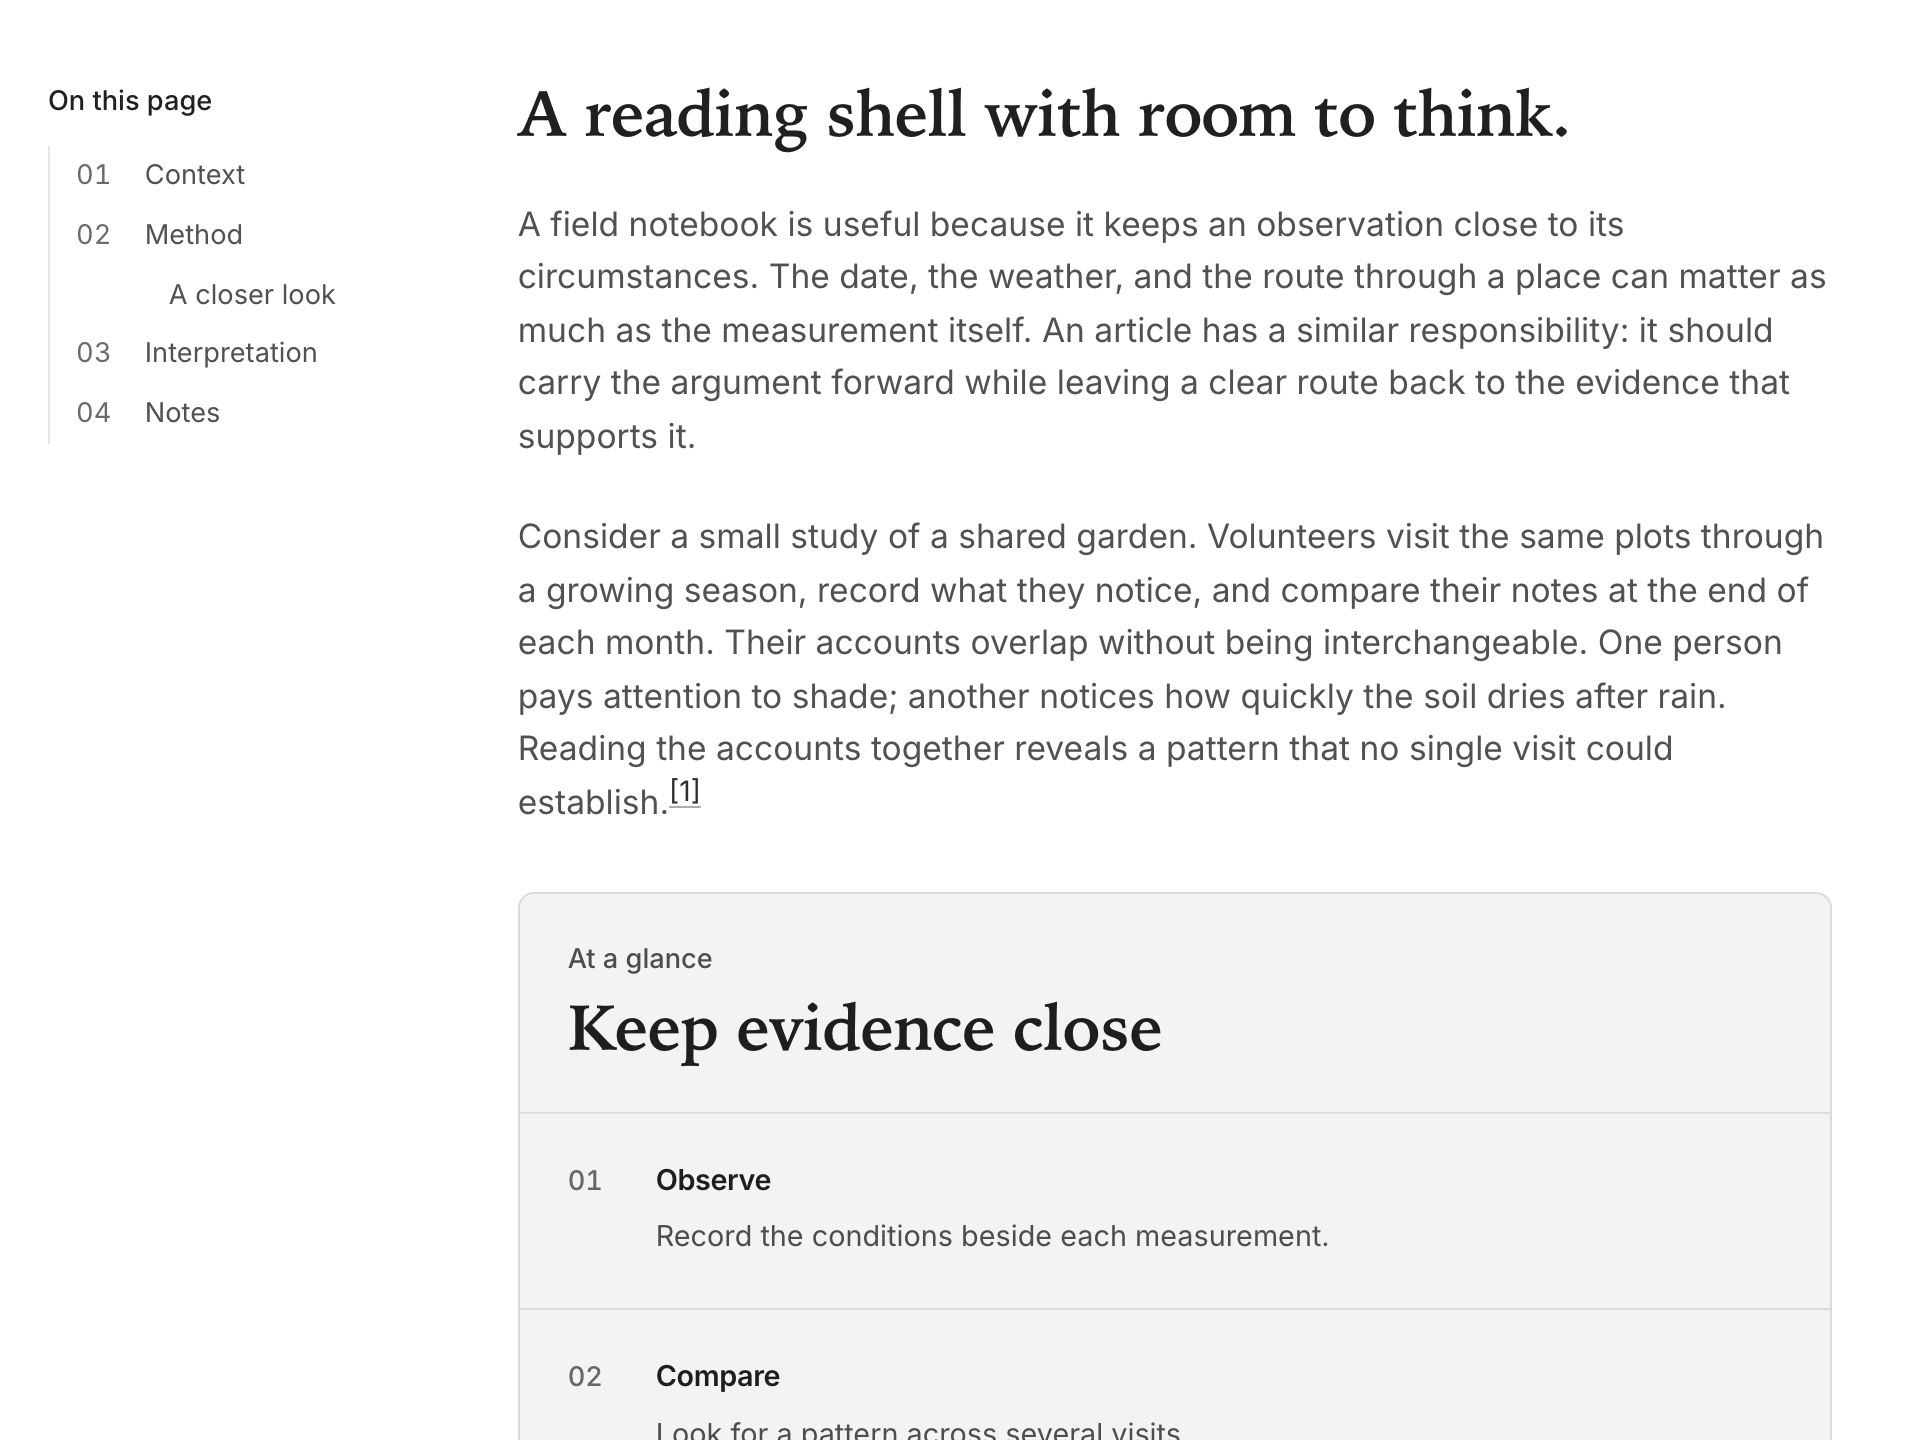 On this page
01 Context
02 Method
A closer look
03 Interpretation
04 Notes
A reading shell with room to think.
A field notebook is useful because it keeps an observation close to its
circumstances. The date, the weather, and the route through a place can matter as
much as the measurement itself. An article has a similar responsibility: it should
carry the argument forward while leaving a clear route back to the evidence that
supports it.
Consider a small study of a shared garden. Volunteers visit the same plots through
a growing season, record what they notice, and compare their notes at the end of
each month. Their accounts overlap without being interchangeable. One person
pays attention to shade; another notices how quickly the soil dries after rain.
Reading the accounts together reveals a pattern that no single visit could
establish.[1]
At a glance
Keep evidence close
01 Observe
Record the conditions beside each measurement.
02 Compare
Look for a pattern across several visits